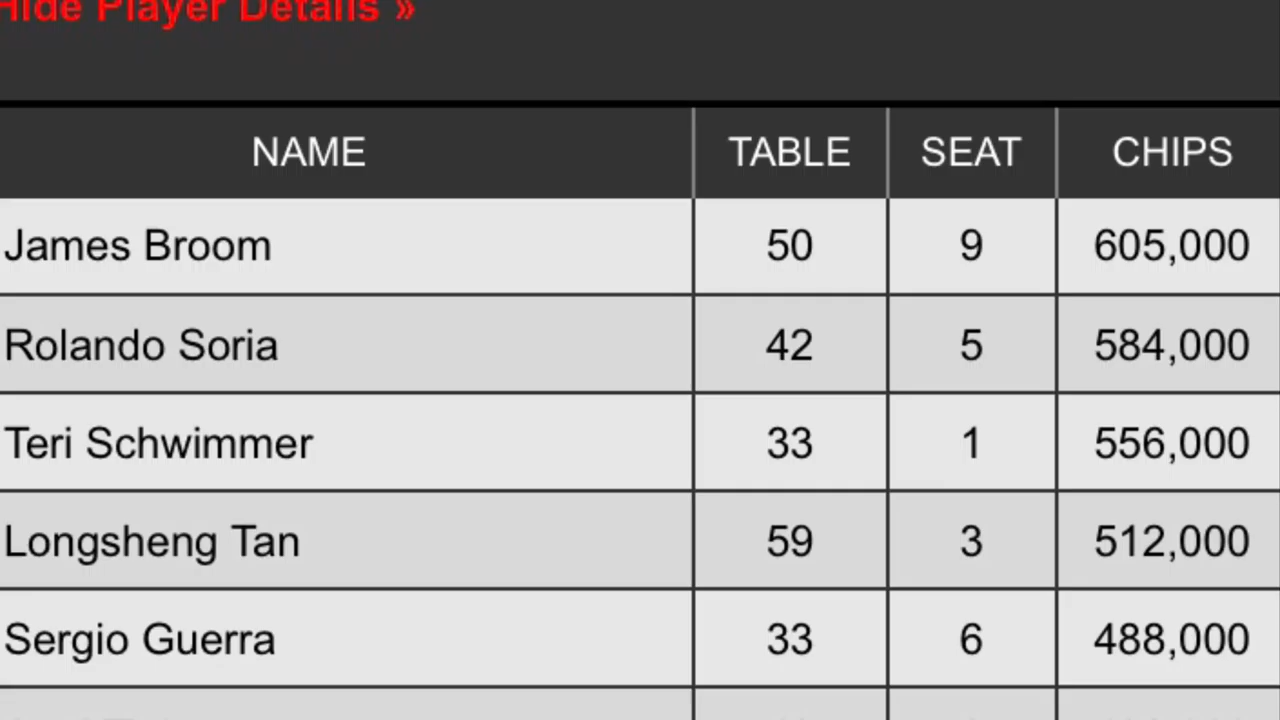 Hide Player Details »
NAME TABLE SEAT CHIPS
James Broom 50 9 605,000
Rolando Soria 42 5 584,000
Teri Schwimmer 33 1 556,000
Longsheng Tan 59 3 512,000
Sergio Guerra 33 6 488,000